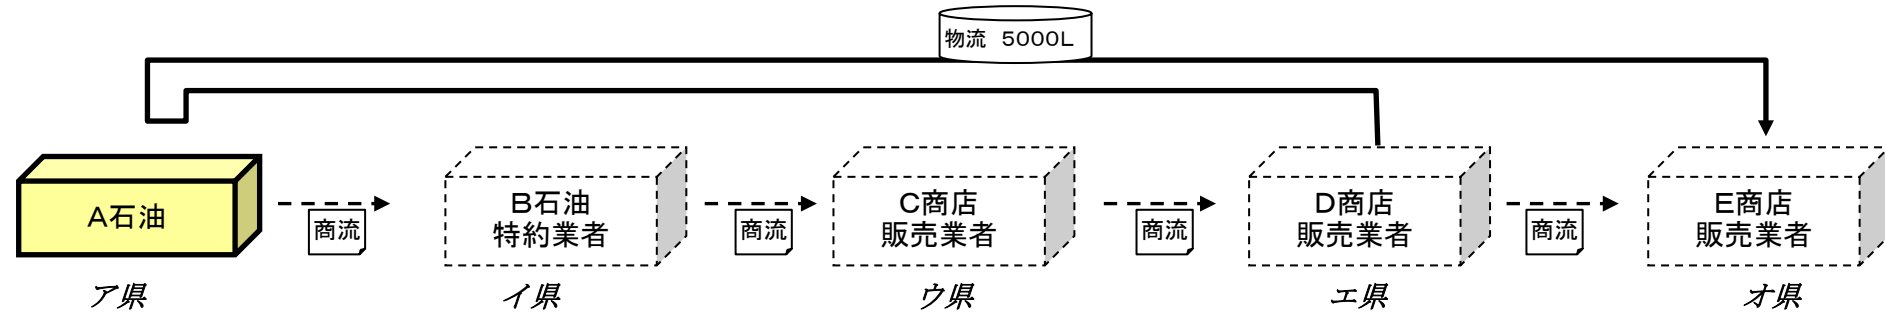 物流　５０００Ｌ
Ａ石油
商流
Ｂ石油
特約業者
商流
Ｃ商店
販売業者
商流
Ｄ商店
販売業者
商流
Ｅ商店
販売業者
ア県
イ県
ウ県
エ県
オ県